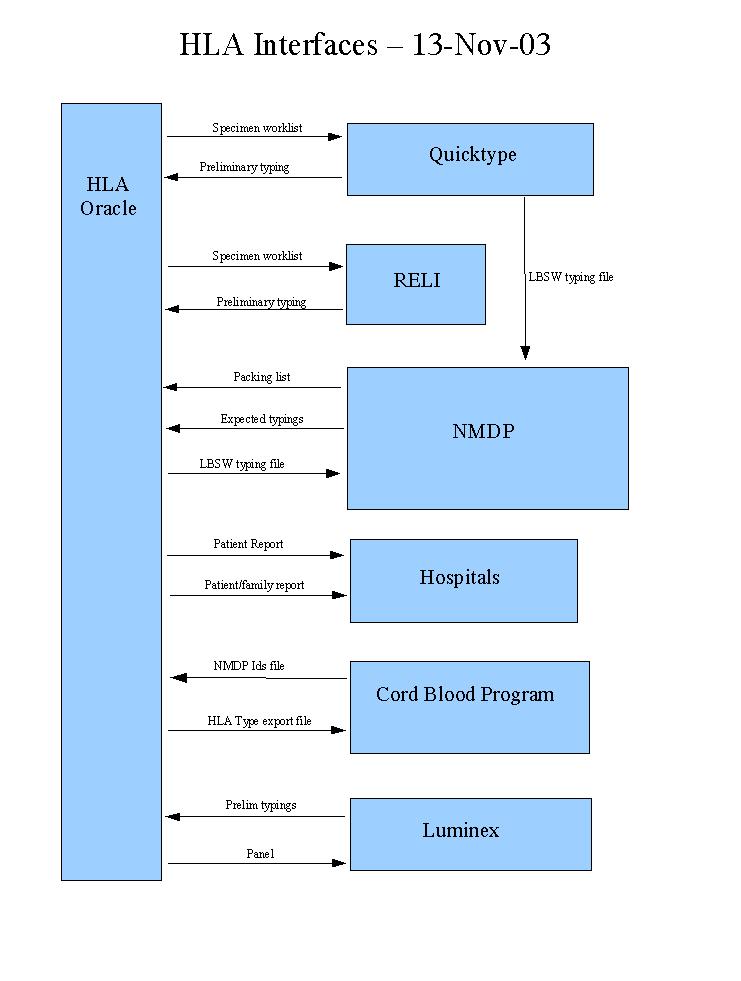 HLA Interfaces – 13-Nov-03
HLA
Oracle
Specimen worklist
Preliminary typing
Quicktype
LBSW typing file
Specimen worklist
Preliminary typing
RELI
Packing list
Expected typings
LBSW typing file
NMDP
Patient Report
Patient/family report
Hospitals
NMDP Ids file
HLA Type export file
Cord Blood Program
Prelim typings
Panel
Luminex